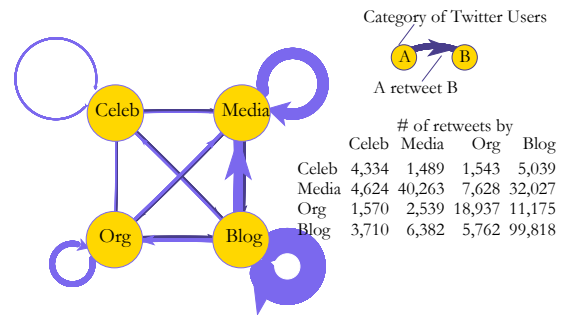 Category of Twitter Users
A B
A retweet B
Celeb Media
Org Blog
# of retweets by
Celeb Media Org Blog
Celeb 4,334 1,489 1,543 5,039
Media 4,624 40,263 7,628 32,027
Org 1,570 2,539 18,937 11,175
Blog 3,710 6,382 5,762 99,818